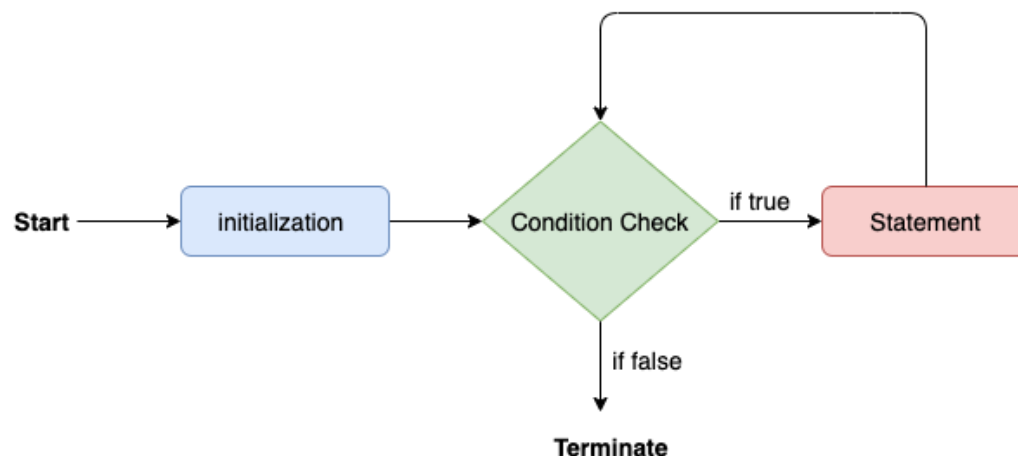 Start
initialization
Condition Check
if true
Statement
if false
Terminate